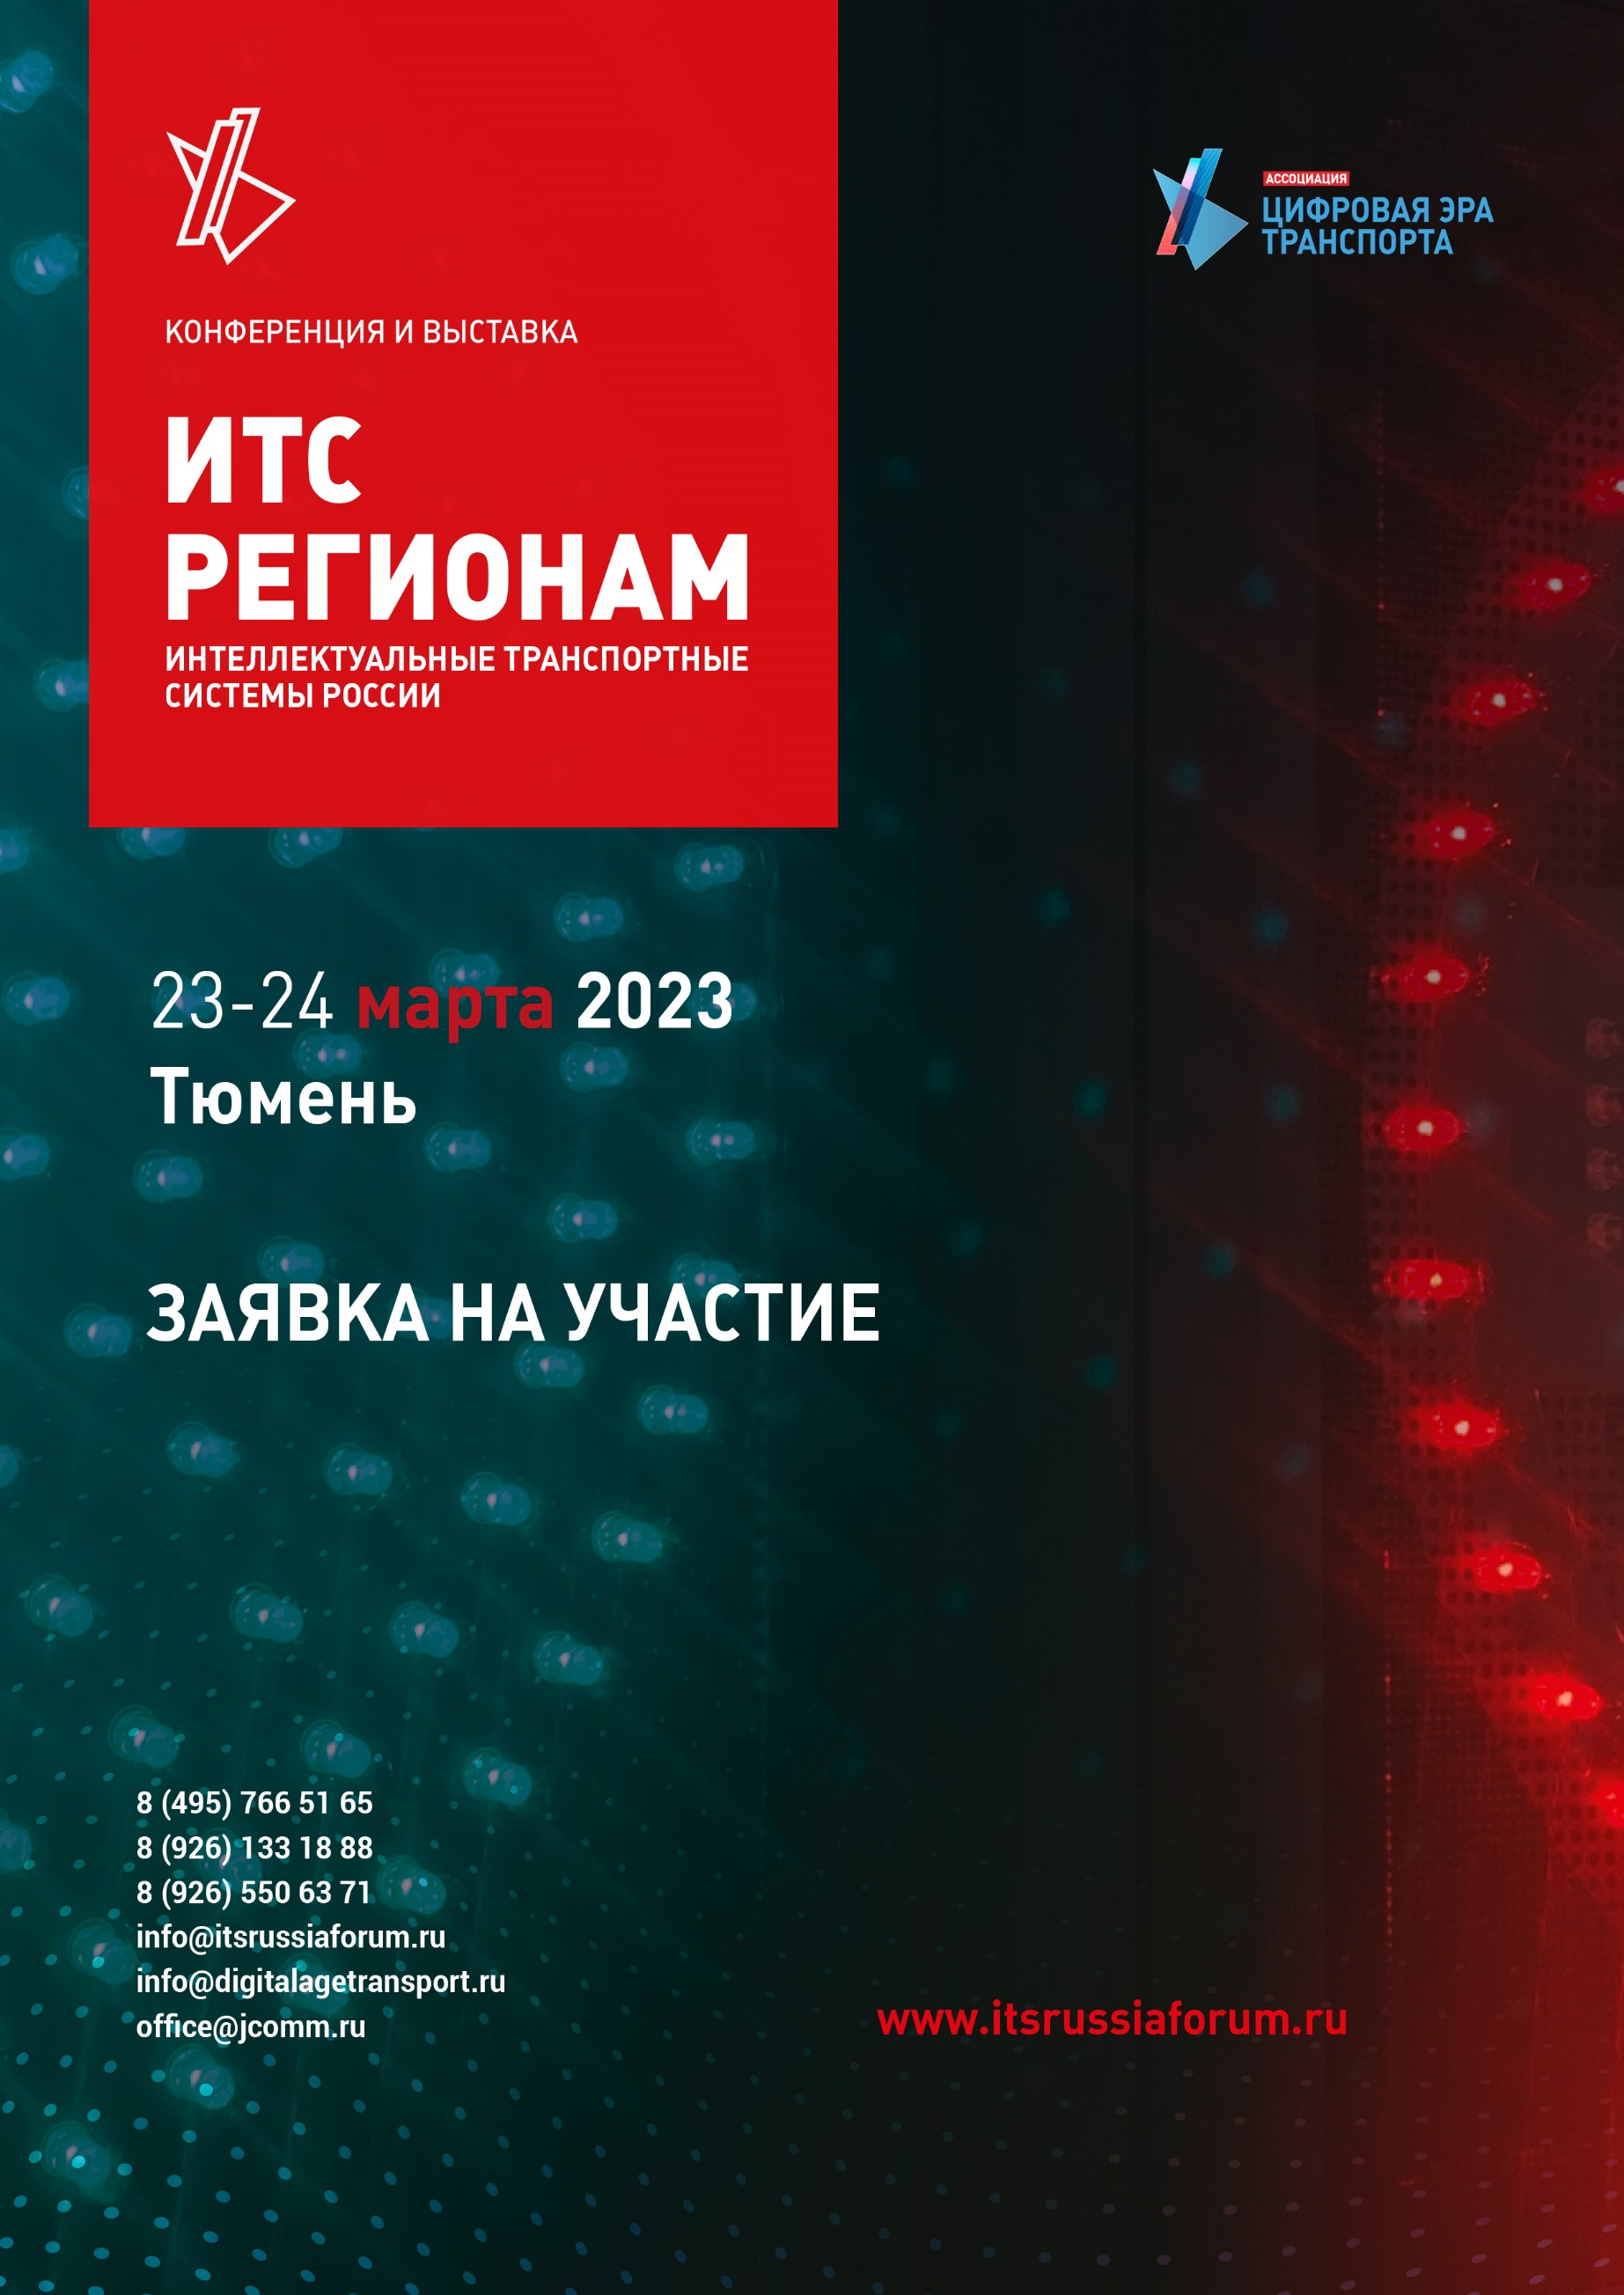 АССОЦИАЦИЯ
ЦИФРОВАЯ ЭРА
ТРАНСПОРТА
КОНФЕРЕНЦИЯ И ВЫСТАВКА
ИТС
РЕГИОНАМ
ИНТЕЛЛЕКТУАЛЬНЫЕ ТРАНСПОРТНЫЕ
СИСТЕМЫ РОССИИ
23-24 марта 2023
Тюмень
ЗАЯВКА НА УЧАСТИЕ
8 (495) 766 51 65
8 (926) 133 18 88
8 (926) 550 63 71
info@itsrussiaforum.ru
info@digitalagetransport.ru
office@jcomm.ru
www.itsrussiaforum.ru